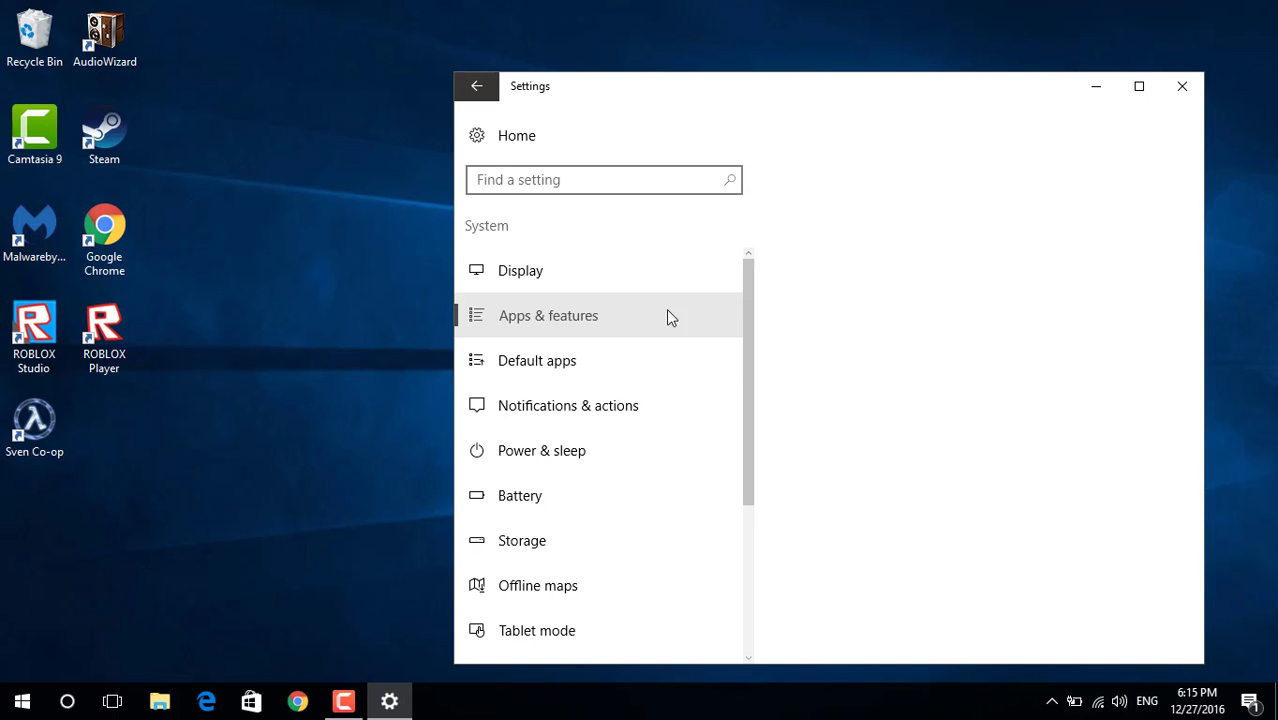 Recycle Bin
AudioWizard
Camtasia 9
Steam
Malwareby...
Google
Chrome
ROBLOX
Studio
ROBLOX
Player
Sven Co-op
Settings
Home
Find a setting
System
Display
Apps & features
Default apps
Notifications & actions
Power & sleep
Battery
Storage
Offline maps
Tablet mode
ENG
6:15 PM
12/27/2016
1